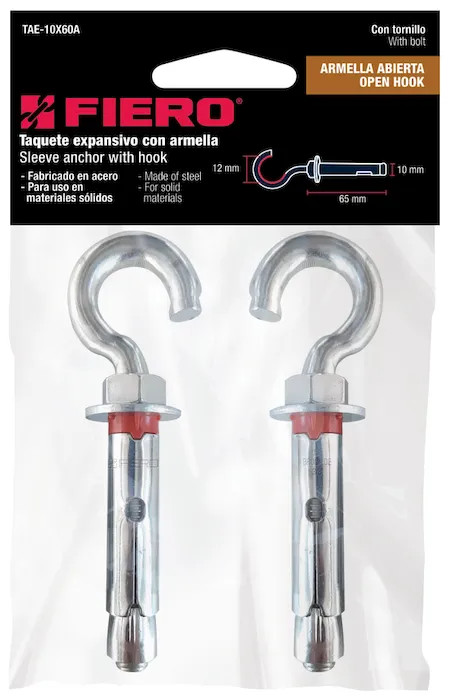 TAE-10X60A
Con tornillo
With bolt
ARMELLA ABIERTA
OPEN HOOK
FIERO®
Taquete expansivo con armella
Sleeve anchor with hook
- Fabricado en acero
- Para uso en
materiales sólidos
- Made of steel
- For solid
materials
12 mm
10 mm
65 mm
FIERO